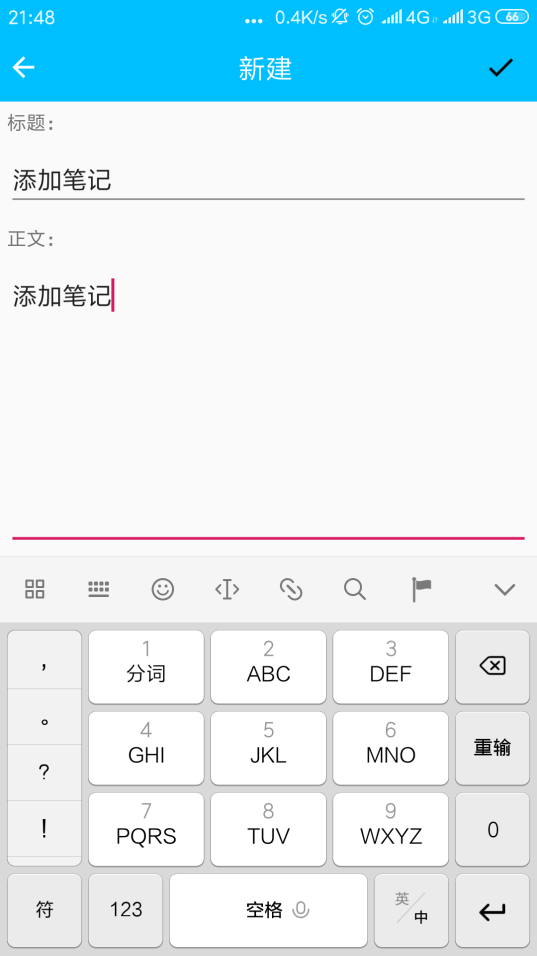 21:48 ... 0.4K/s 4G 3G 66
新建
标题：
添加笔记
正文：
添加笔记
， 1 2 3
分词 ABC DEF
。 4 5 6
GHI JKL MNO 重输
? 7 8 9
! PQRS TUV WXYZ 0
符 123 空格 英/中